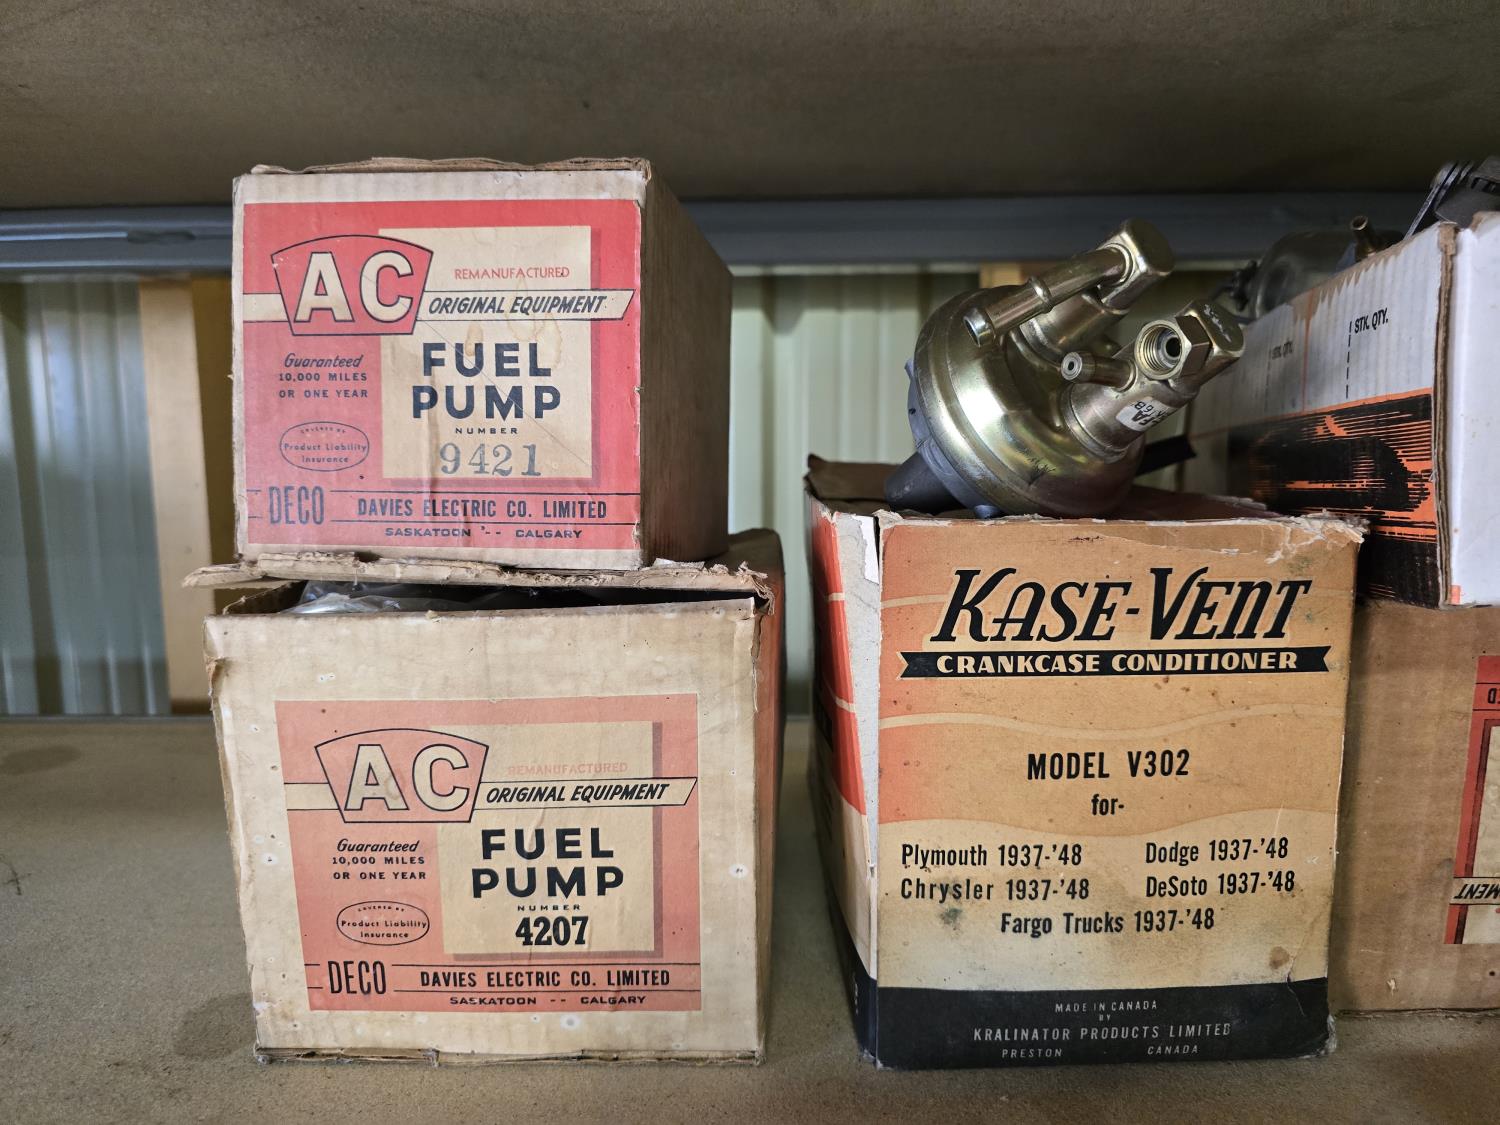 AC
REMANUFACTURED
ORIGINAL EQUIPMENT
Guaranteed
10,000 MILES
OR ONE YEAR
FUEL
PUMP
NUMBER
9421
COVERED BY
Product Liability
Insurance
DECO DAVIES ELECTRIC CO. LIMITED
SASKATOON -- CALGARY
AC
REMANUFACTURED
ORIGINAL EQUIPMENT
Guaranteed
10,000 MILES
OR ONE YEAR
FUEL
PUMP
NUMBER
4207
COVERED BY
Product Liability
Insurance
DECO DAVIES ELECTRIC CO. LIMITED
SASKATOON -- CALGARY
KASE-VENT
CRANKCASE CONDITIONER
MODEL V302
for-
Plymouth 1937-'48 Dodge 1937-'48
Chrysler 1937-'48 DeSoto 1937-'48
Fargo Trucks 1937-'48
MADE IN CANADA
BY
KRALINATOR PRODUCTS LIMITED
PRESTON CANADA
STK. QTY.